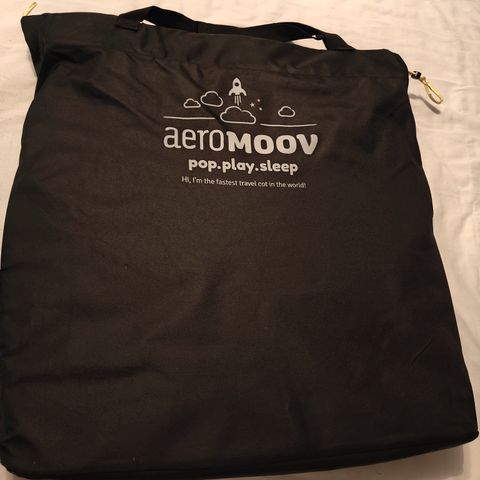 aeroMOOV
pop.play.sleep
Hi, I'm the fastest travel cot in the world!